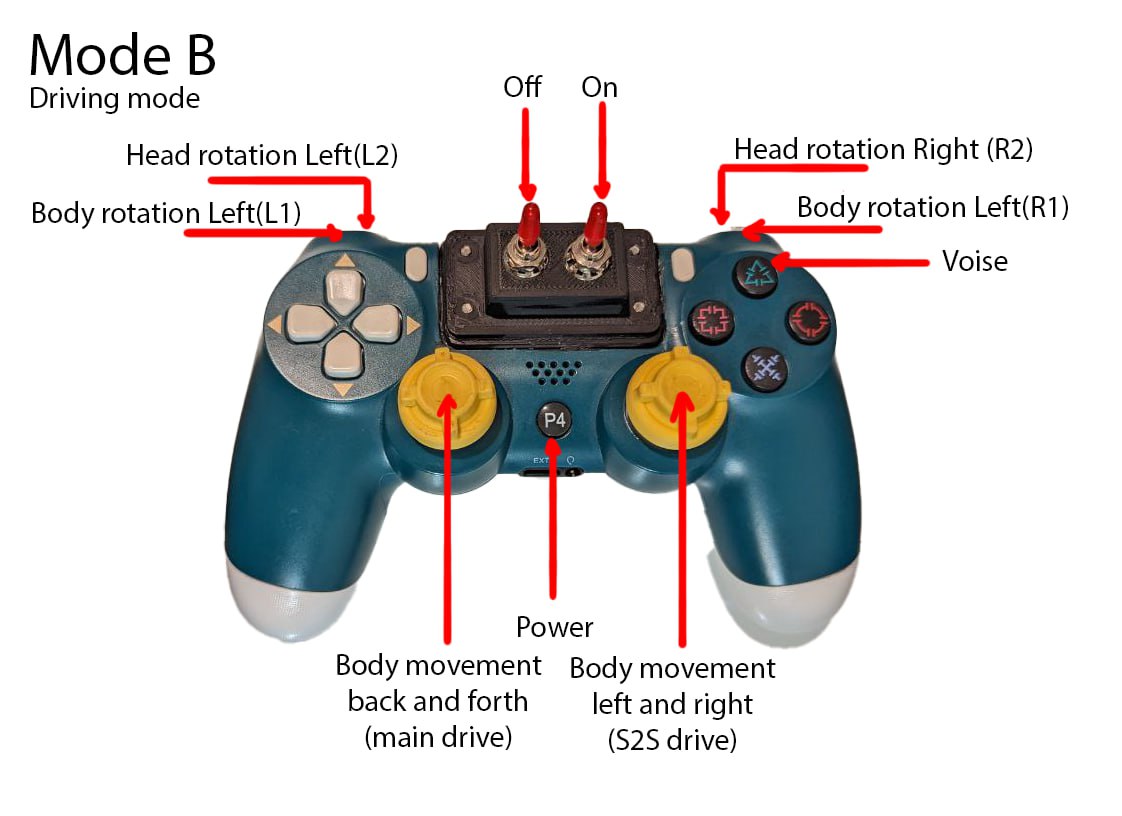 Mode B
Driving mode
Off
On
Head rotation Left(L2)
Head rotation Right (R2)
Body rotation Left(L1)
Body rotation Left(R1)
Voise
P4
EXT
Power
Body movement
back and forth
(main drive)
Body movement
left and right
(S2S drive)